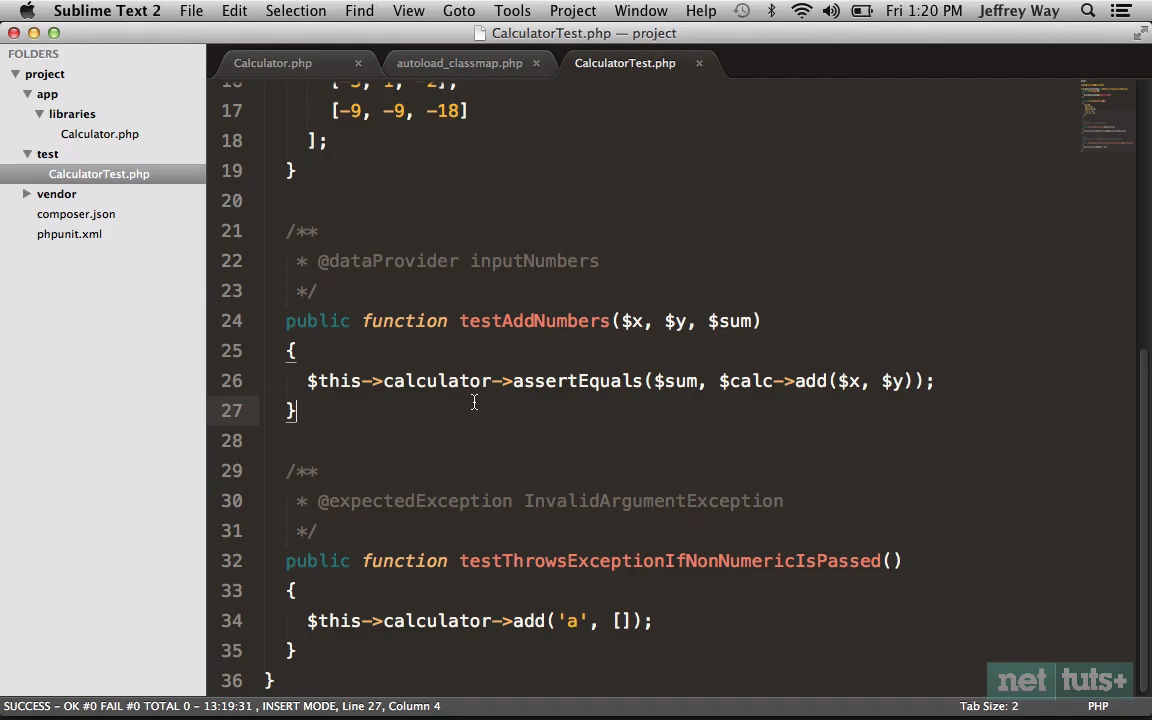 Sublime Text 2 File Edit Selection Find View Goto Tools Project Window Help Fri 1:20 PM Jeffrey Way
CalculatorTest.php — project
FOLDERS
project
app
libraries
Calculator.php
test
CalculatorTest.php
vendor
composer.json
phpunit.xml
Calculator.php × autoload_classmap.php × CalculatorTest.php ×
17 [-9, -9, -18]
18 ];
19 }
20
21 /**
22 * @dataProvider inputNumbers
23 */
24 public function testAddNumbers($x, $y, $sum)
25 {
26 $this->calculator->assertEquals($sum, $calc->add($x, $y));
27 }
28
29 /**
30 * @expectedException InvalidArgumentException
31 */
32 public function testThrowsExceptionIfNonNumericIsPassed()
33 {
34 $this->calculator->add('a', []);
35 }
36 }
net tuts+
SUCCESS - OK #0 FAIL #0 TOTAL 0 - 13:19:31 , INSERT MODE, Line 27, Column 4 Tab Size: 2 PHP